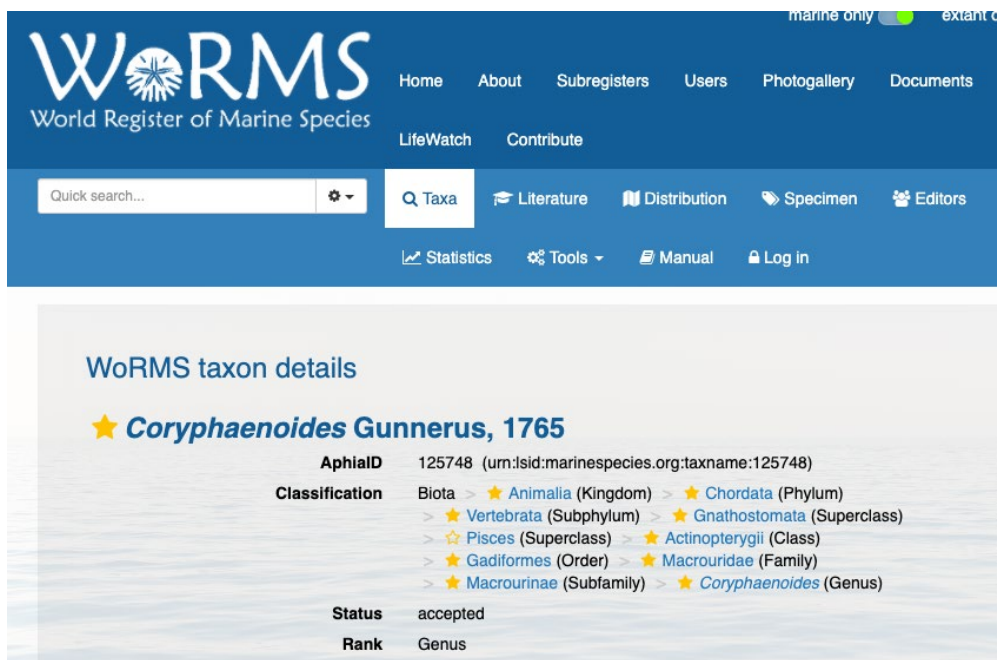 marine only extant
WoRMS
World Register of Marine Species
Home About Subregisters Users Photogallery Documents
LifeWatch Contribute
Quick search...
Taxa Literature Distribution Specimen Editors
Statistics Tools Manual Log in
WoRMS taxon details
Coryphaenoides Gunnerus, 1765
AphiaID 125748 (urn:lsid:marinespecies.org:taxname:125748)
Classification Biota > Animalia (Kingdom) > Chordata (Phylum)
> Vertebrata (Subphylum) > Gnathostomata (Superclass)
> Pisces (Superclass) > Actinopterygii (Class)
> Gadiformes (Order) > Macrouridae (Family)
> Macrourinae (Subfamily) > Coryphaenoides (Genus)
Status accepted
Rank Genus